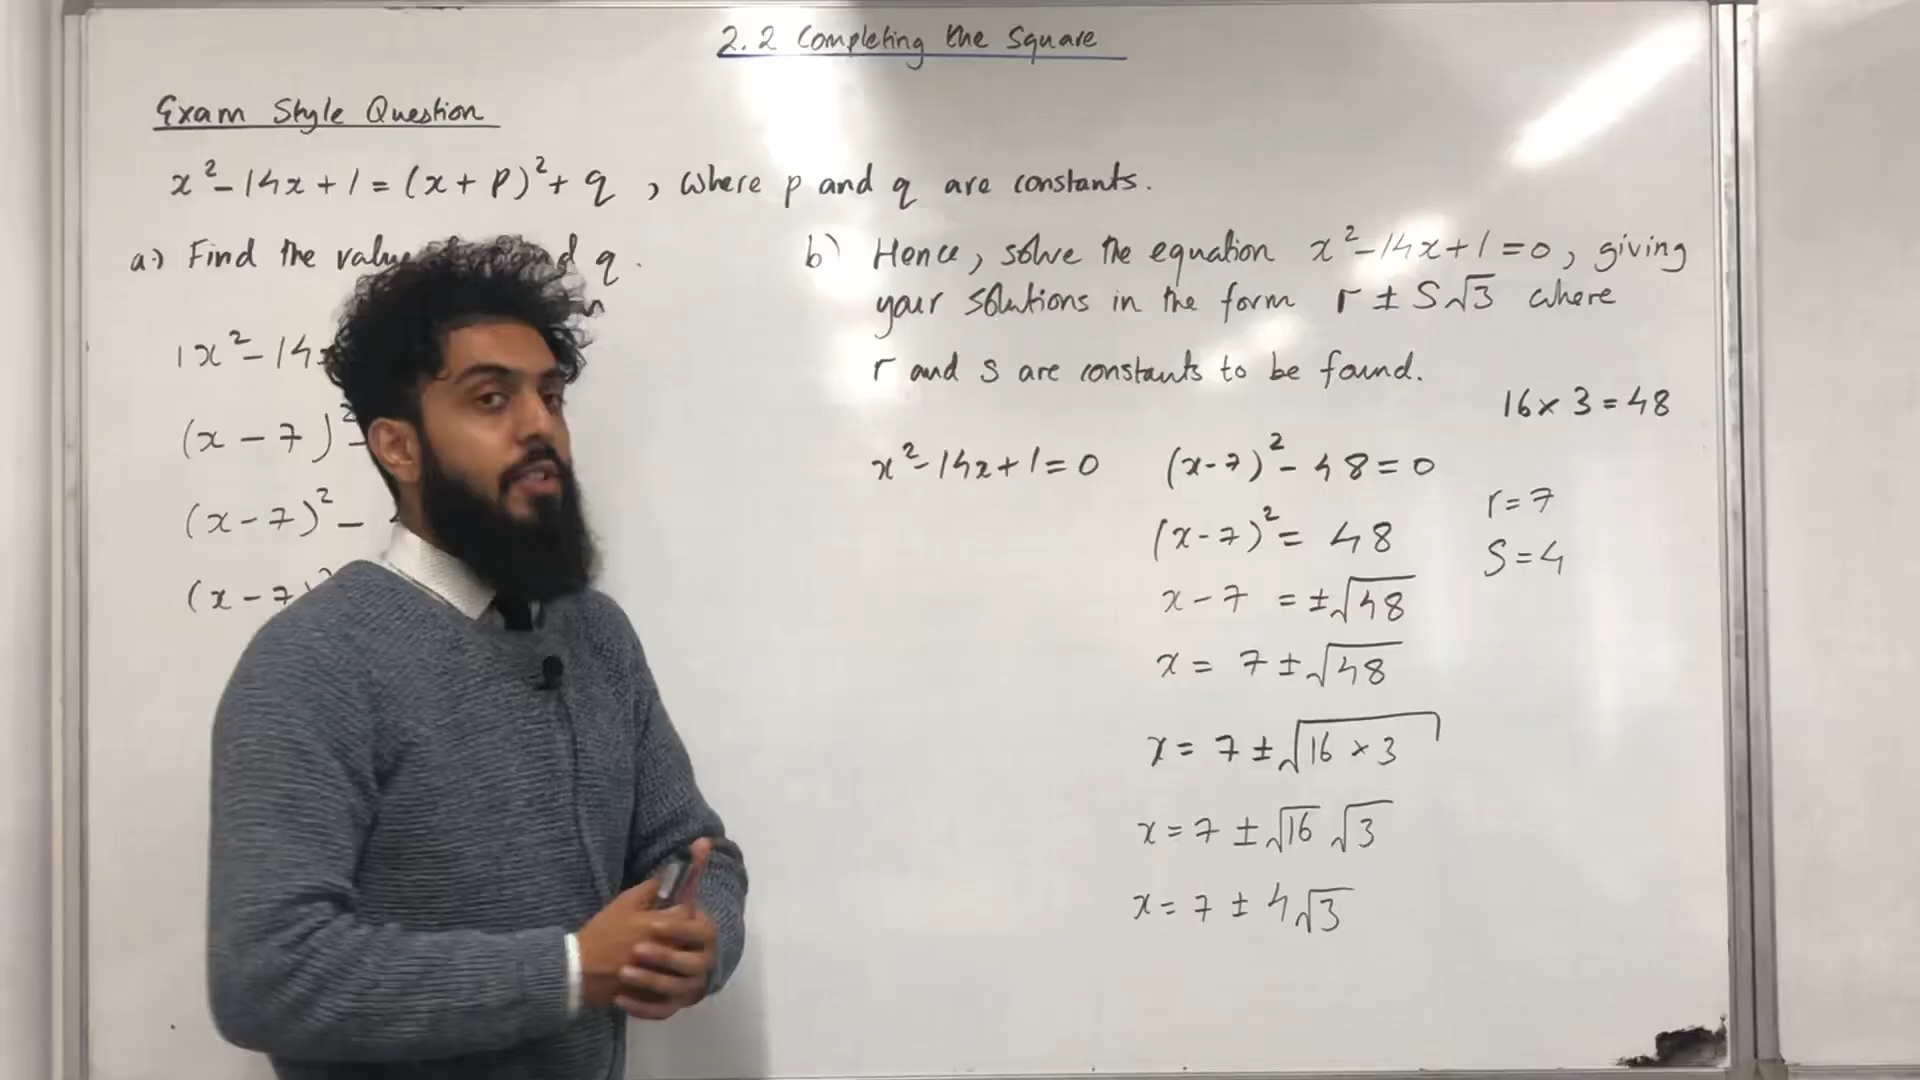 2.2 Completing the Square
Exam Style Question
x² - 14x + 1 = (x + p)² + q , where p and q are constants.
a) Find the value and q .
1x² - 14
(x - 7)²
(x - 7)² -
(x - 7)
b) Hence, solve the equation x² - 14x + 1 = 0, giving
your solutions in the form r ± S√3 where
r and s are constants to be found.
16 × 3 = 48
x² - 14x + 1 = 0 (x - 7)² - 48 = 0
(x - 7)² = 48
x - 7 = ±√48
x = 7 ± √48
x = 7 ± √16 × 3
x = 7 ± √16 √3
x = 7 ± 4√3
r = 7
S = 4